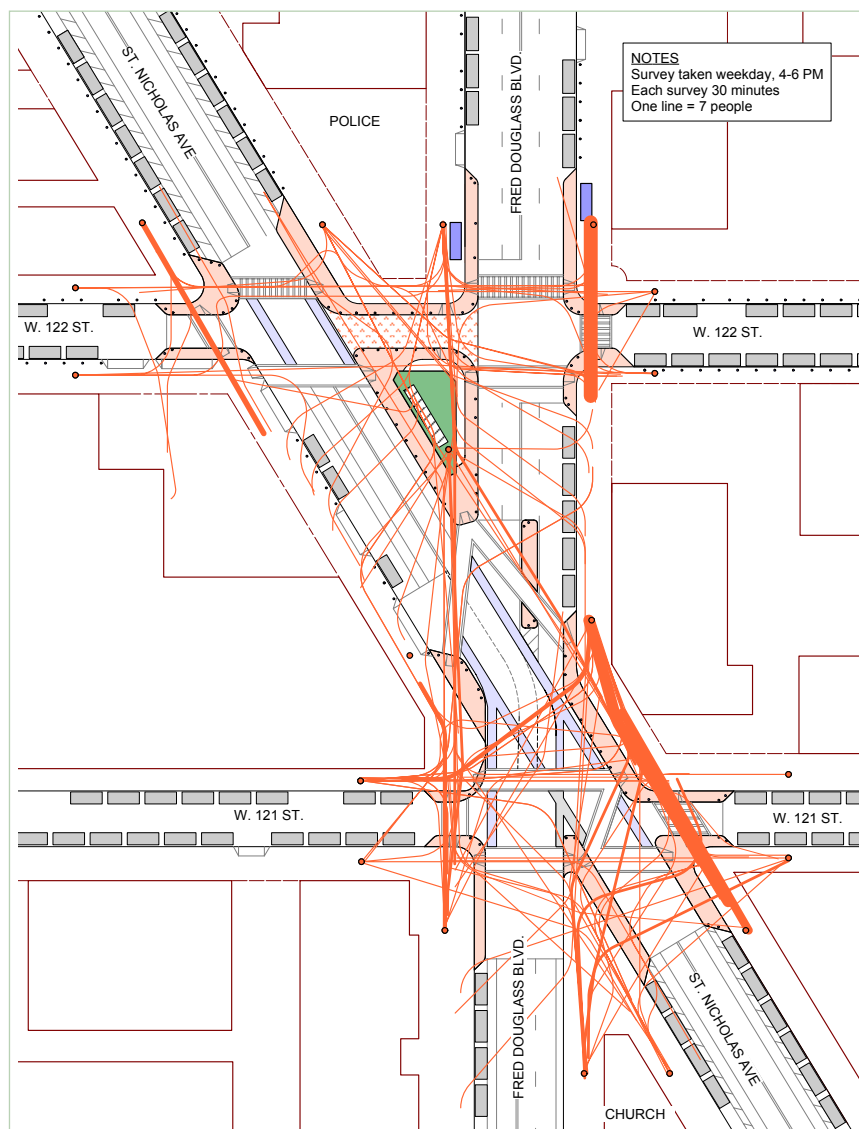 ST. NICHOLAS AVE
POLICE
FRED DOUGLASS BLVD.
NOTES
Survey taken weekday, 4-6 PM
Each survey 30 minutes
One line = 7 people
W. 122 ST.
W. 122 ST.
W. 121 ST.
W. 121 ST.
FRED DOUGLASS BLVD.
ST. NICHOLAS AVE
CHURCH